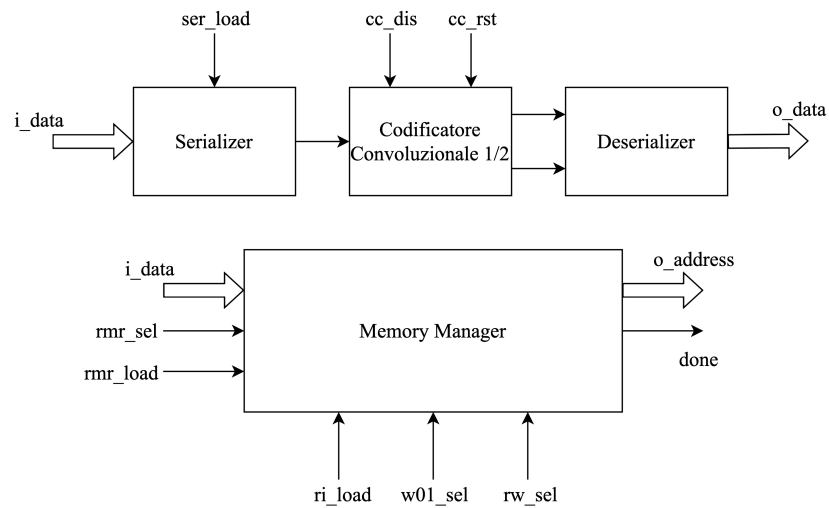 ser_load
cc_dis
cc_rst
i_data
Serializer
Codificatore
Convoluzionale 1/2
Deserializer
o_data
i_data
rmr_sel
rmr_load
Memory Manager
o_address
done
ri_load
w01_sel
rw_sel